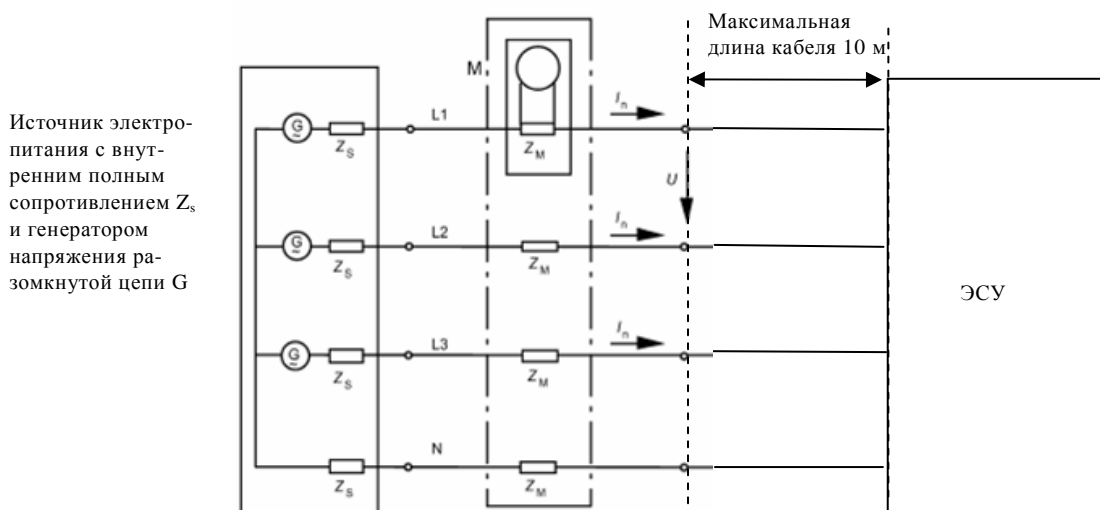 Максимальная
длина кабеля 10 м
Источник электро-
питания с внут-
ренним полным
сопротивлением Zs
и генератором
напряжения ра-
зомкнутой цепи G
M
G
ZS
L1
ZM
In
U
G
ZS
L2
ZM
In
ЭСУ
G
ZS
L3
ZM
In
ZS
N
ZM